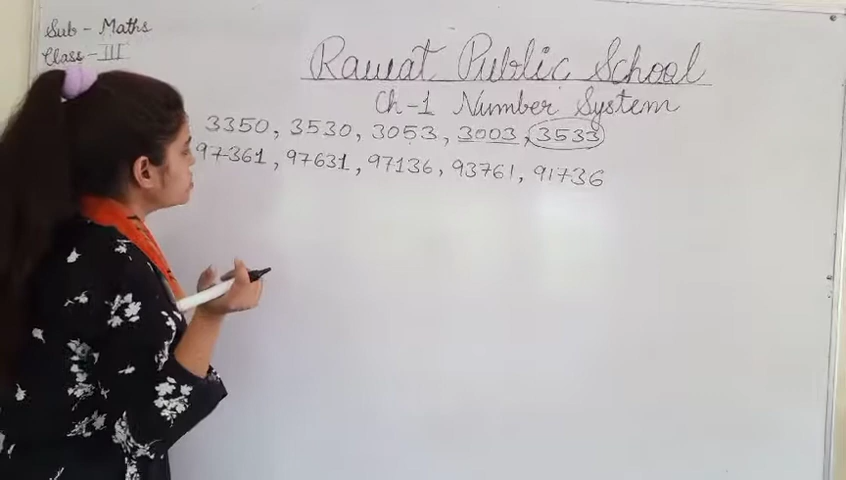 Sub - Maths
Class - III
Rawat Public School
Ch-1 Number System
3350, 3530, 3053, 3003, 3533
97361, 97631, 97136, 93761, 91736